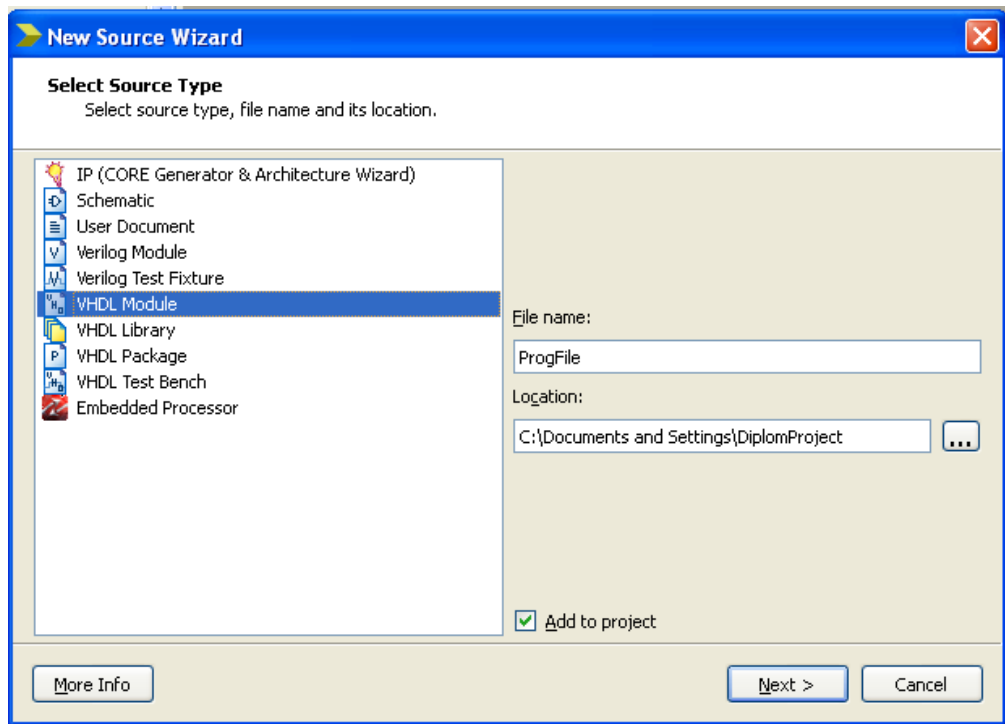 New Source Wizard
Select Source Type
Select source type, file name and its location.
IP (CORE Generator & Architecture Wizard)
Schematic
User Document
Verilog Module
Verilog Test Fixture
VHDL Module
VHDL Library
VHDL Package
VHDL Test Bench
Embedded Processor
File name:
ProgFile
Location:
C:\Documents and Settings\DiplomProject
...
Add to project
More Info
Next >
Cancel